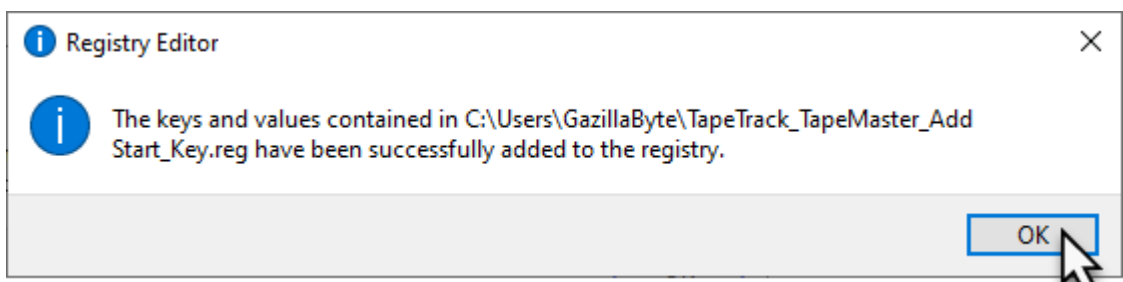 Registry Editor
The keys and values contained in C:\Users\GazillaByte\TapeTrack_TapeMaster_Add
Start_Key.reg have been successfully added to the registry.
OK